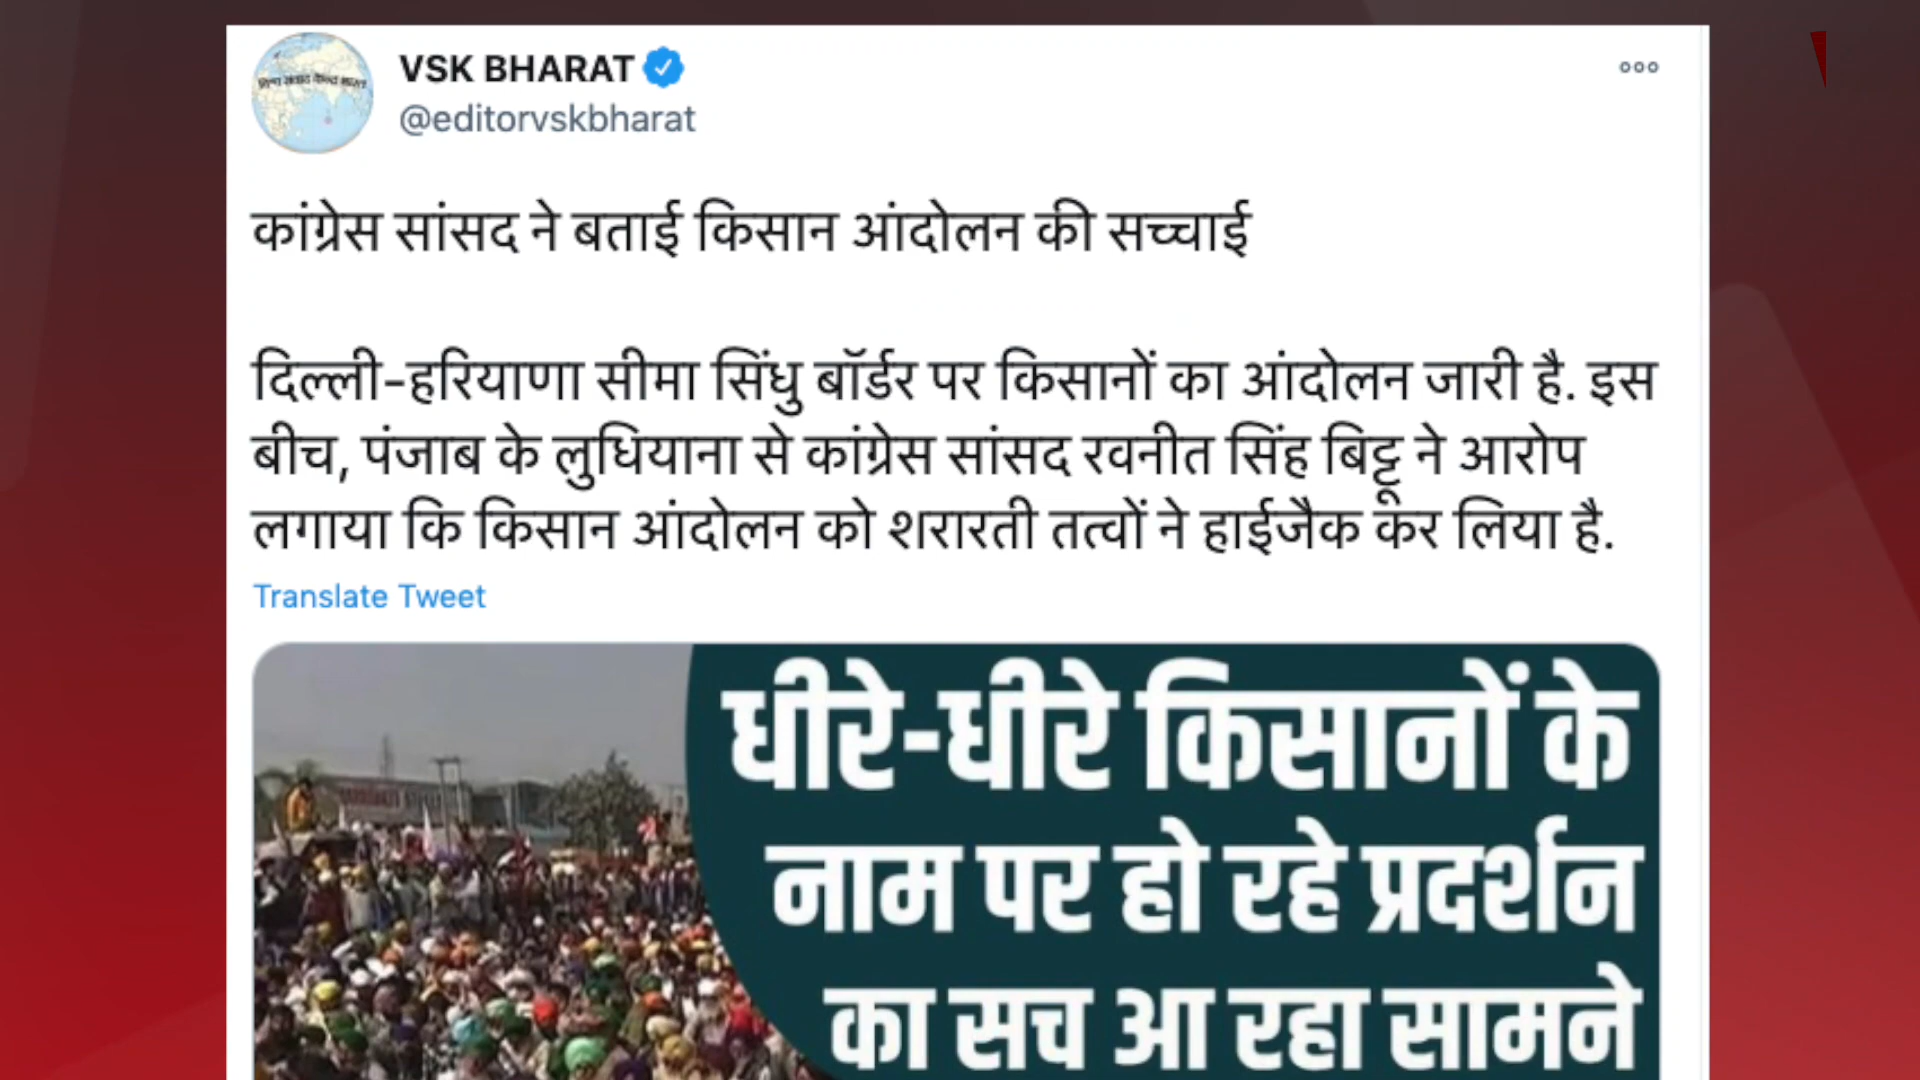 VSK BHARAT
@editorvskbharat
कांग्रेस सांसद ने बताई किसान आंदोलन की सच्चाई
दिल्ली-हरियाणा सीमा सिंधु बॉर्डर पर किसानों का आंदोलन जारी है. इस
बीच, पंजाब के लुधियाना से कांग्रेस सांसद रवनीत सिंह बिट्टू ने आरोप
लगाया कि किसान आंदोलन को शरारती तत्वों ने हाईजैक कर लिया है.
Translate Tweet
धीरे-धीरे किसानों के
नाम पर हो रहे प्रदर्शन
का सच आ रहा सामने